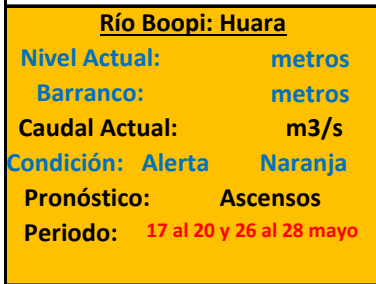 Río Boopi: Huara
Nivel Actual: metros
Barranco: metros
Caudal Actual: m3/s
Condición: Alerta Naranja
Pronóstico: Ascensos
Periodo: 17 al 20 y 26 al 28 mayo